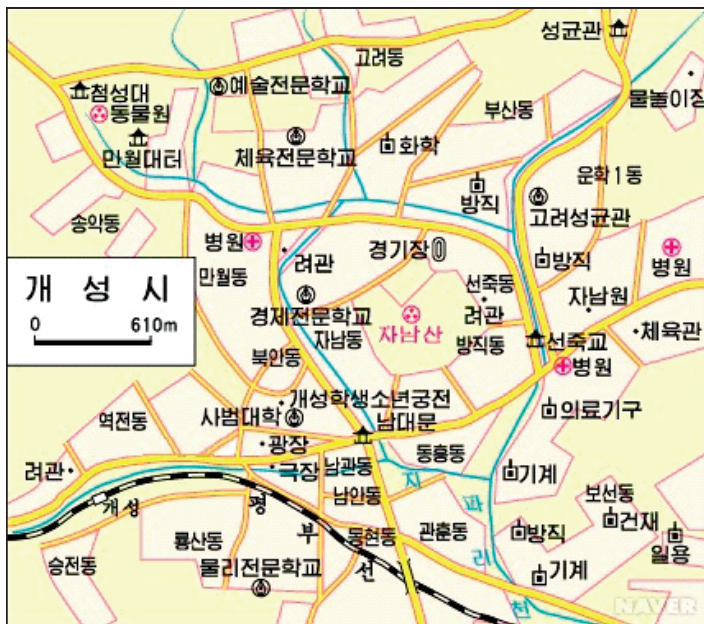 성균관
고려동
예술전문학교
첨성대
동물원
물놀이장
부산동
만월대터
체육전문학교
화학
운학1동
방직
고려성균관
송악동
병원
려관
경기장
방직
병원
만월동
선죽동
개성시
0 610m
경제전문학교
자남산
려관
자남원
자남동
방직동
선죽교
체육관
북안동
병원
개성학생소년궁전
역전동
사범대학
남대문
의료기구
광장
동흥동
려관
극장
남관동
기계
개성
평부선
남안동
사파리천
보선동
건재
룡산동
동현동
관훈동
방직
일용
승전동
물리전문학교
기계
NAVER